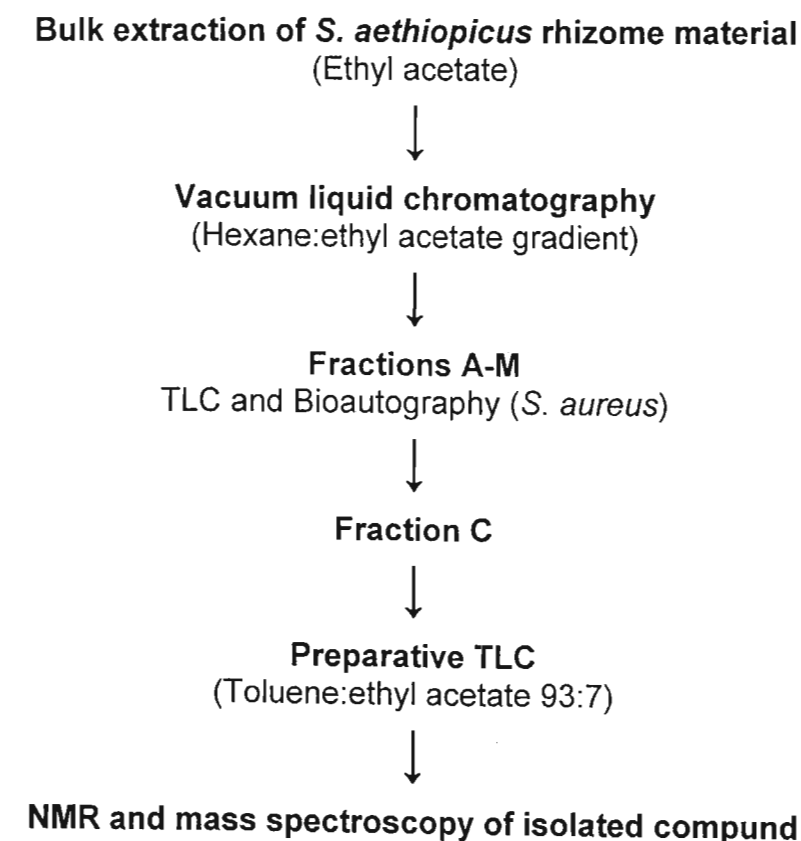 Bulk extraction of S. aethiopicus rhizome material
(Ethyl acetate)
Vacuum liquid chromatography
(Hexane:ethyl acetate gradient)
Fractions A-M
TLC and Bioautography (S. aureus)
Fraction C
Preparative TLC
(Toluene:ethyl acetate 93:7)
NMR and mass spectroscopy of isolated compund